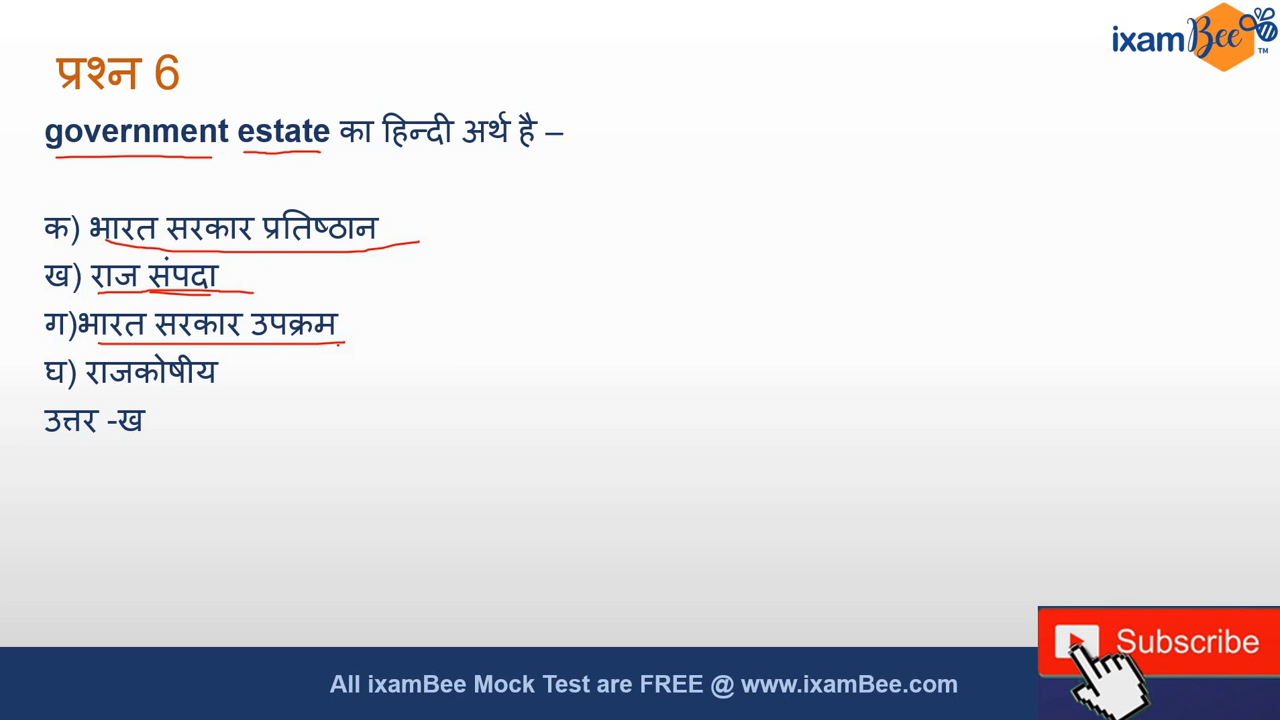 ixamBee TM
प्रश्न 6
government estate का हिन्दी अर्थ है –
क) भारत सरकार प्रतिष्ठान
ख) राज संपदा
ग)भारत सरकार उपक्रम
घ) राजकोषीय
उत्तर -ख
Subscribe
All ixamBee Mock Test are FREE @ www.ixamBee.com